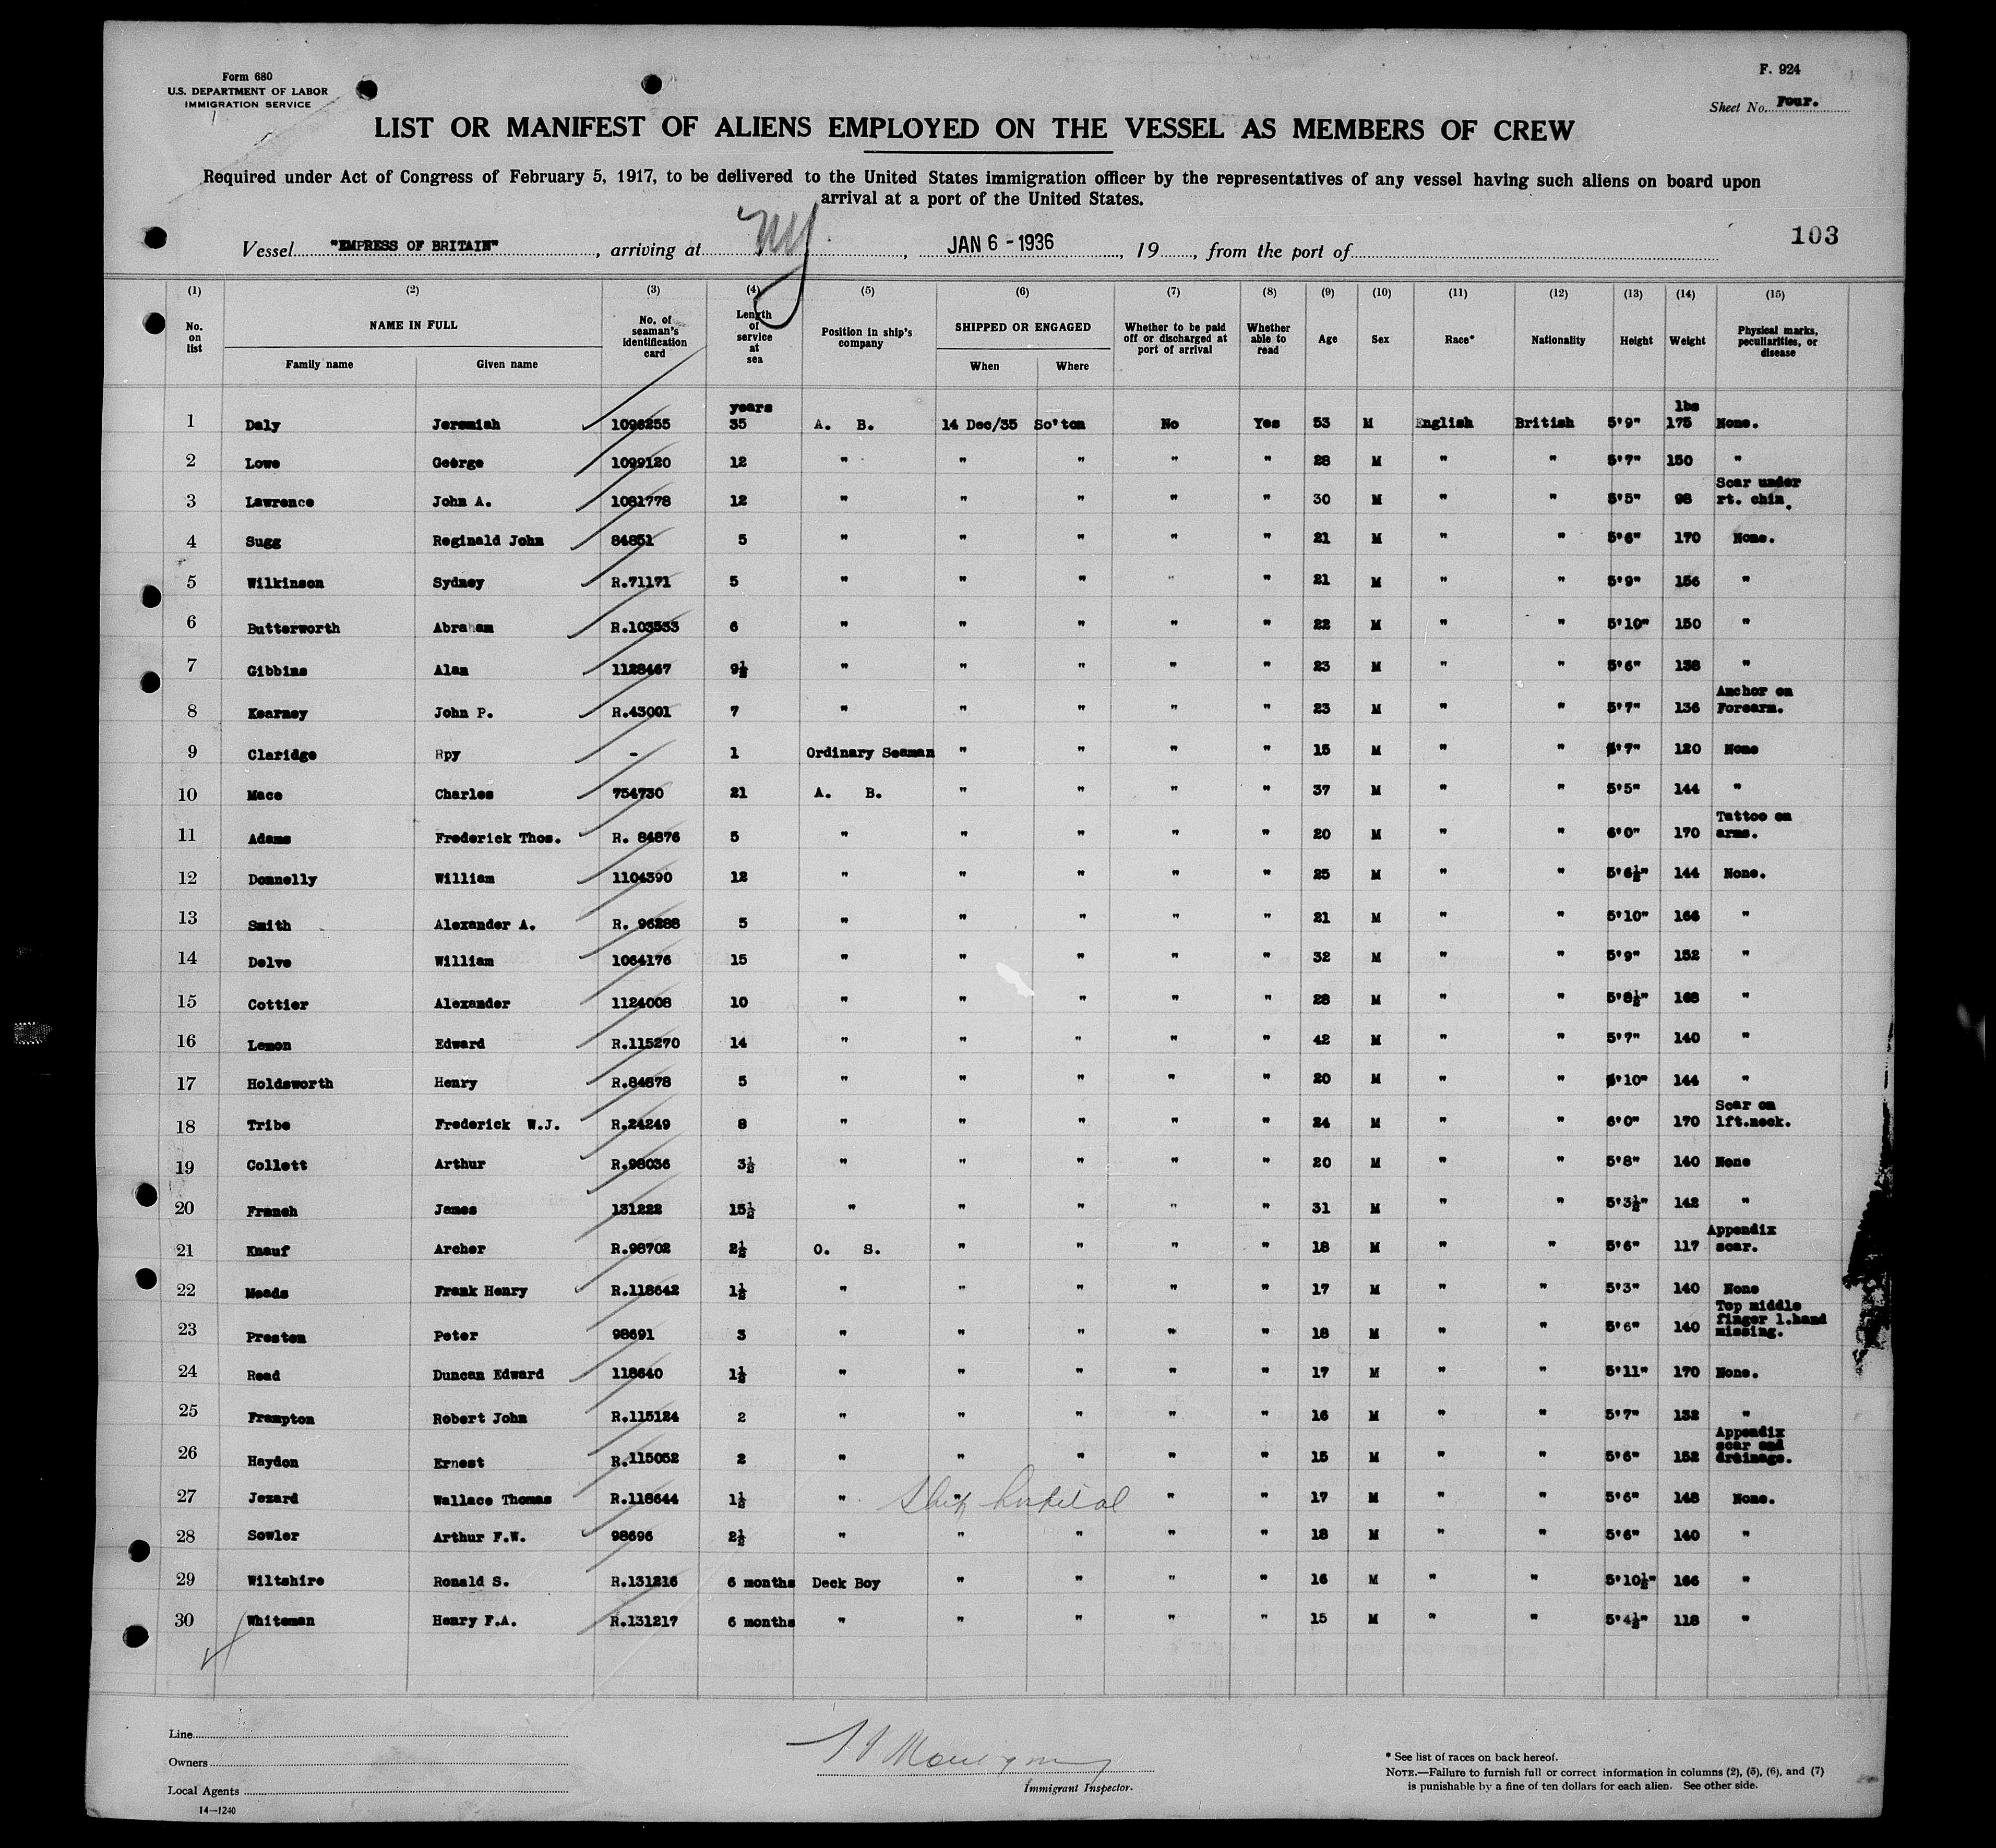 Form 680
U.S. DEPARTMENT OF LABOR
IMMIGRATION SERVICE
F. 924
Sheet No. Four.
LIST OR MANIFEST OF ALIENS EMPLOYED ON THE VESSEL AS MEMBERS OF CREW
Required under Act of Congress of February 5, 1917, to be delivered to the United States immigration officer by the representatives of any vessel having such aliens on board upon
arrival at a port of the United States.
Vessel "EMPRESS OF BRITAIN", arriving at NY, JAN 6 - 1936, 19, from the port of
103
(1) (2) (3) (4) (5) (6) (7) (8) (9) (10) (11) (12) (13) (14) (15)
No. on list NAME IN FULL Family name Given name No. of seaman's identification card Length of service at sea Position in ship's company SHIPPED OR ENGAGED When Where Whether to be paid off or discharged at port of arrival Whether able to read Age Sex Race* Nationality Height Weight Physical marks, peculiarities, or disease
years lbs
1 Daly Jeremiah 1096255 35 A. B. 14 Dec/35 So'ton No Yes 53 M English British 5'9" 175 None.
2 Lowe George 1099120 12 " " " " " 28 M " " 5'7" 150 "
3 Lawrence John A. 1081778 12 " " " " " 30 M " " 5'5" 98 Scar under rt. chin.
4 Sugg Reginald John 84851 5 " " " " " 21 M " " 5'6" 170 None.
5 Wilkinson Sydney R.71171 5 " " " " " 21 M " " 5'9" 156 "
6 Butterworth Abraham R.103533 6 " " " " " 22 M " " 5'10" 150 "
7 Gibbins Alan 1128467 9½ " " " " " 23 M " " 5'6" 138 "
8 Kearney John P. R.43001 7 " " " " " 23 M " " 5'7" 136 Anchor on Forearm.
9 Claridge Rpy - 1 Ordinary Seaman " " " " 15 M " " 5'7" 120 None
10 Mace Charles 754730 21 A. B. " " " " 37 M " " 5'5" 144 "
11 Adams Frederick Thos. R. 84876 5 " " " " " 20 M " " 6'0" 170 Tattoo on arms.
12 Donnelly William 1104390 12 " " " " " 25 M " " 5'6½" 144 None.
13 Smith Alexander A. R. 96288 5 " " " " " 21 M " " 5'10" 166 "
14 Delve William 1064176 15 " " " " " 32 M " " 5'9" 152 "
15 Cottier Alexander 1124008 10 " " " " " 28 M " " 5'8½" 168 "
16 Lemon Edward R.115270 14 " " " " " 42 M " " 5'7" 140 "
17 Holdsworth Henry R.84878 5 " " " " " 20 M " " 5'10" 144 "
18 Tribe Frederick W.J. R.24249 8 " " " " " 24 M " " 6'0" 170 Scar on lft.neck.
19 Collett Arthur R.98036 3½ " " " " " 20 M " " 5'8" 140 None
20 French James 131222 15½ " " " " " 31 M " " 5'3½" 142 "
21 Knauf Archer R.98702 2½ O. S. " " " " 18 M " " 5'6" 117 Appendix scar.
22 Meads Frank Henry R.118642 1½ " " " " " 17 M " " 5'3" 140 None
23 Preston Peter 98691 3 " " " " " 18 M " " 5'6" 140 Top middle finger l.hand missing.
24 Read Duncan Edward 118640 1½ " " " " " 17 M " " 5'11" 170 None.
25 Frampton Robert John R.115124 2 " " " " " 16 M " " 5'7" 132 "
26 Haydon Ernest R.115052 2 " " " " " 15 M " " 5'6" 152 Appendix scar and drainage.
27 Jezard Wallace Thomas R.118644 1½ " Ship hospital " " " 17 M " " 5'6" 148 None.
28 Sowler Arthur F.W. 98696 2½ " " " " " 18 M " " 5'6" 140 "
29 Wiltshire Ronald S. R.131216 6 months Deck Boy " " " " 16 M " " 5'10½" 166 "
30 Whiteman Henry F.A. R.131217 6 months " " " " " 15 M " " 5'4½" 118 "
Line
Owners
Local Agents
14—1240
Immigrant Inspector.
* See list of races on back hereof.
NOTE.—Failure to furnish full or correct information in columns (2), (5), (6), and (7)
is punishable by a fine of ten dollars for each alien. See other side.